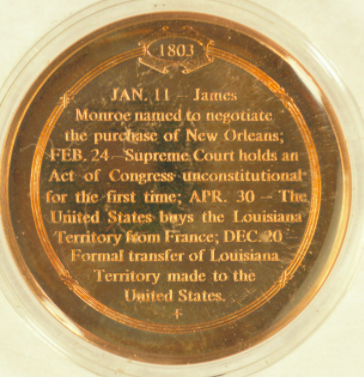 1803
JAN. 11 – James
Monroe named to negotiate
the purchase of New Orleans;
FEB. 24 – Supreme Court holds an
Act of Congress unconstitutional
for the first time; APR. 30 – The
United States buys the Louisiana
Territory from France; DEC. 20 –
Formal transfer of Louisiana
Territory made to the
United States.